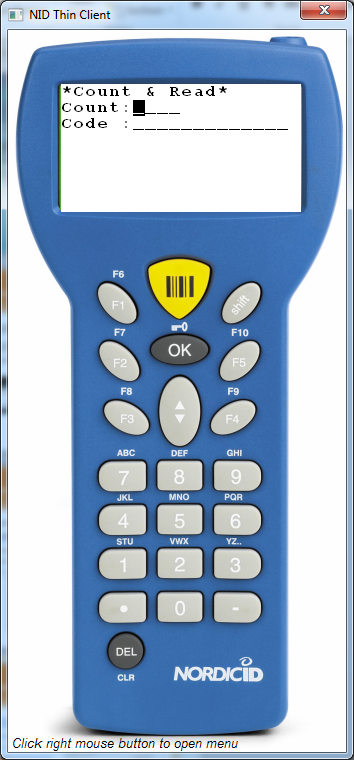 NID Thin Client
*Count & Read*
Count:____
Code :_____________
F6
F1
shift
F7
OK
F10
F2
F5
F8
F9
F3
F4
ABC DEF GHI
7 8 9
JKL MNO PQR
4 5 6
STU VWX YZ..
1 2 3
. 0 -
DEL
CLR
NORDICID
Click right mouse button to open menu